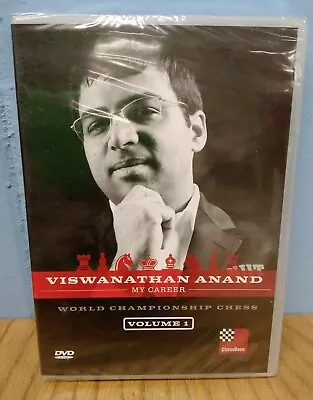 VISWANATHAN ANAND
MY CAREER
WORLD CHAMPIONSHIP CHESS
VOLUME 1
DVD
ChessBase